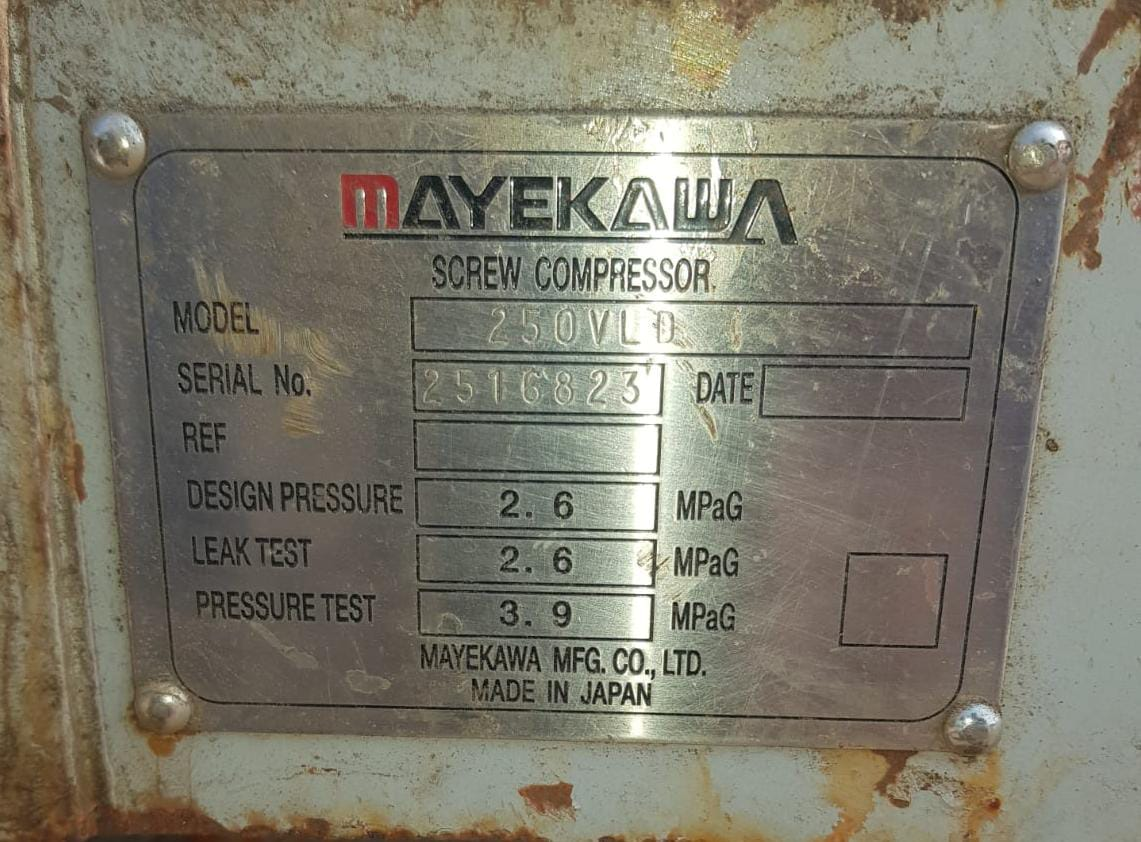 MAYEKAWA
SCREW COMPRESSOR
MODEL 250VLD
SERIAL No. 2516823 DATE
REF
DESIGN PRESSURE 2.6 MPaG
LEAK TEST 2.6 MPaG
PRESSURE TEST 3.9 MPaG
MAYEKAWA MFG. CO., LTD.
MADE IN JAPAN